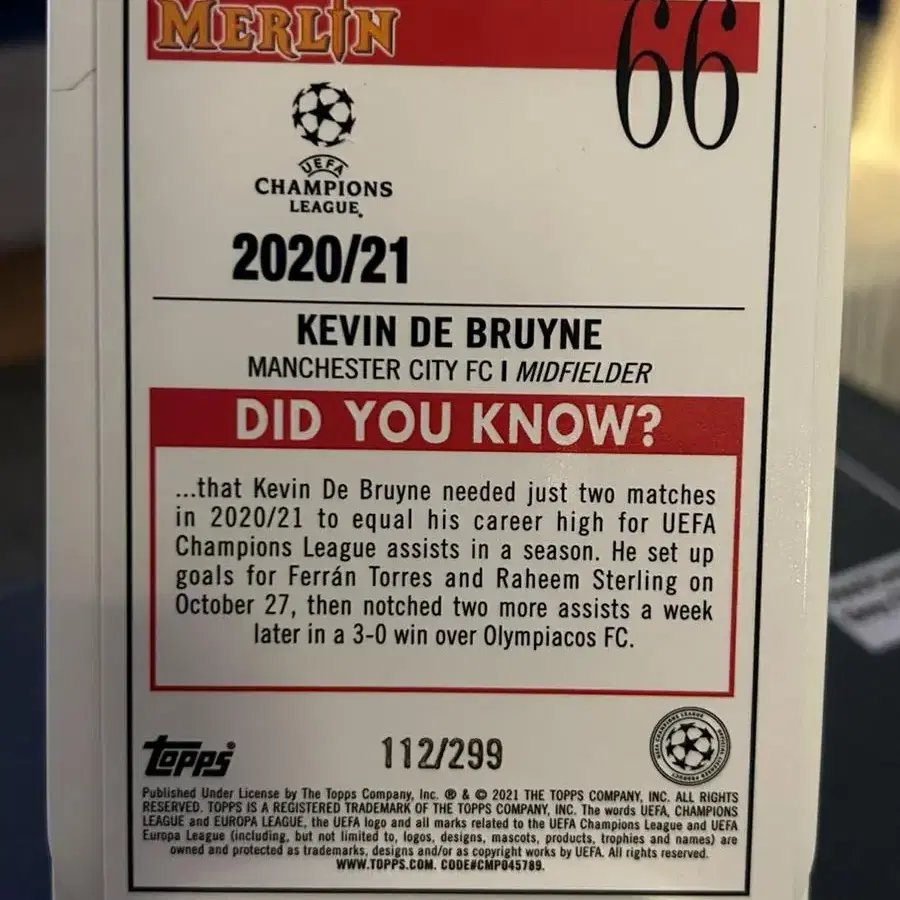 MERLIN
66
UEFA
CHAMPIONS
LEAGUE®
2020/21
KEVIN DE BRUYNE
MANCHESTER CITY FC | MIDFIELDER
DID YOU KNOW?
...that Kevin De Bruyne needed just two matches
in 2020/21 to equal his career high for UEFA
Champions League assists in a season. He set up
goals for Ferrán Torres and Raheem Sterling on
October 27, then notched two more assists a week
later in a 3-0 win over Olympiacos FC.
topps
112/299
Published Under License by The Topps Company, Inc. ® & © 2021 THE TOPPS COMPANY, INC. ALL RIGHTS
RESERVED. TOPPS IS A REGISTERED TRADEMARK OF THE TOPPS COMPANY, INC. The words UEFA, CHAMPIONS
LEAGUE and EUROPA LEAGUE, the UEFA logo and all marks related to the UEFA Champions League and UEFA
Europa League (including, but not limited to, logos, designs, mascots, products, trophies and names) are
owned and protected as trademarks, designs and/or as copyright works by UEFA. All rights reserved.
WWW.TOPPS.COM. CODE#CMP045789.